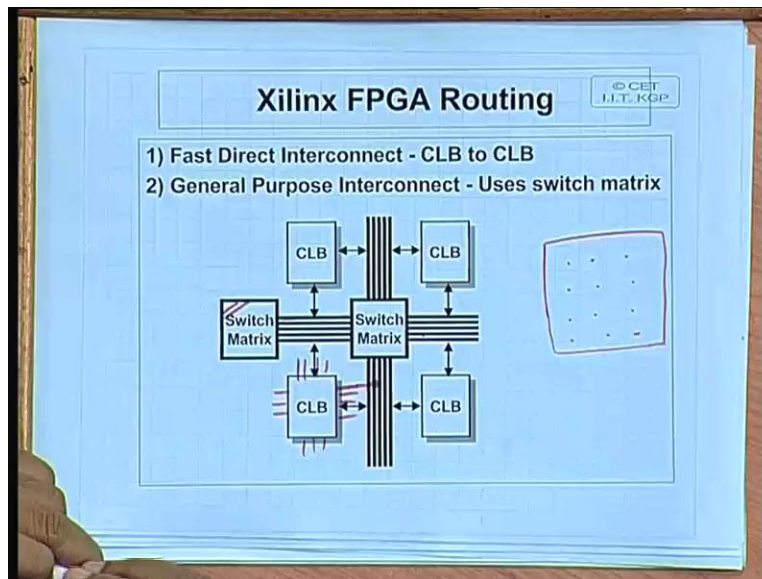 Xilinx FPGA Routing
© CET
I.I.T. KGP
1) Fast Direct Interconnect - CLB to CLB
2) General Purpose Interconnect - Uses switch matrix
CLB
CLB
Switch
Matrix
Switch
Matrix
CLB
CLB